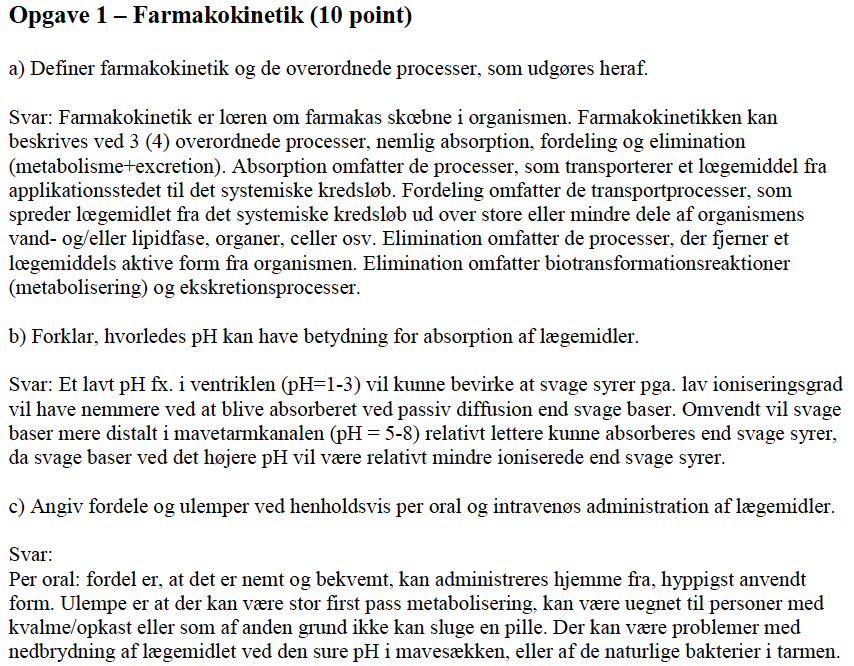 Opgave 1 – Farmakokinetik (10 point)
a) Definer farmakokinetik og de overordnede processer, som udgøres heraf.
Svar: Farmakokinetik er læren om farmakas skæbne i organismen. Farmakokinetikken kan
beskrives ved 3 (4) overordnede processer, nemlig absorption, fordeling og elimination
(metabolisme+excretion). Absorption omfatter de processer, som transporterer et lægemiddel fra
applikationsstedet til det systemiske kredsløb. Fordeling omfatter de transportprocesser, som
spreder lægemidlet fra det systemiske kredsløb ud over store eller mindre dele af organismens
vand- og/eller lipidfase, organer, celler osv. Elimination omfatter de processer, der fjerner et
lægemiddels aktive form fra organismen. Elimination omfatter biotransformationsreaktioner
(metabolisering) og ekskretionsprocesser.
b) Forklar, hvorledes pH kan have betydning for absorption af lægemidler.
Svar: Et lavt pH fx. i ventriklen (pH=1-3) vil kunne bevirke at svage syrer pga. lav ioniseringsgrad
vil have nemmere ved at blive absorberet ved passiv diffusion end svage baser. Omvendt vil svage
baser mere distalt i mavetarmkanalen (pH = 5-8) relativt lettere kunne absorberes end svage syrer,
da svage baser ved det højere pH vil være relativt mindre ioniserede end svage syrer.
c) Angiv fordele og ulemper ved henholdsvis per oral og intravenøs administration af lægemidler.
Svar:
Per oral: fordel er, at det er nemt og bekvemt, kan administreres hjemme fra, hyppigst anvendt
form. Ulempe er at der kan være stor first pass metabolisering, kan være uegnet til personer med
kvalme/opkast eller som af anden grund ikke kan sluge en pille. Der kan være problemer med
nedbrydning af lægemidlet ved den sure pH i mavesækken, eller af de naturlige bakterier i tarmen.